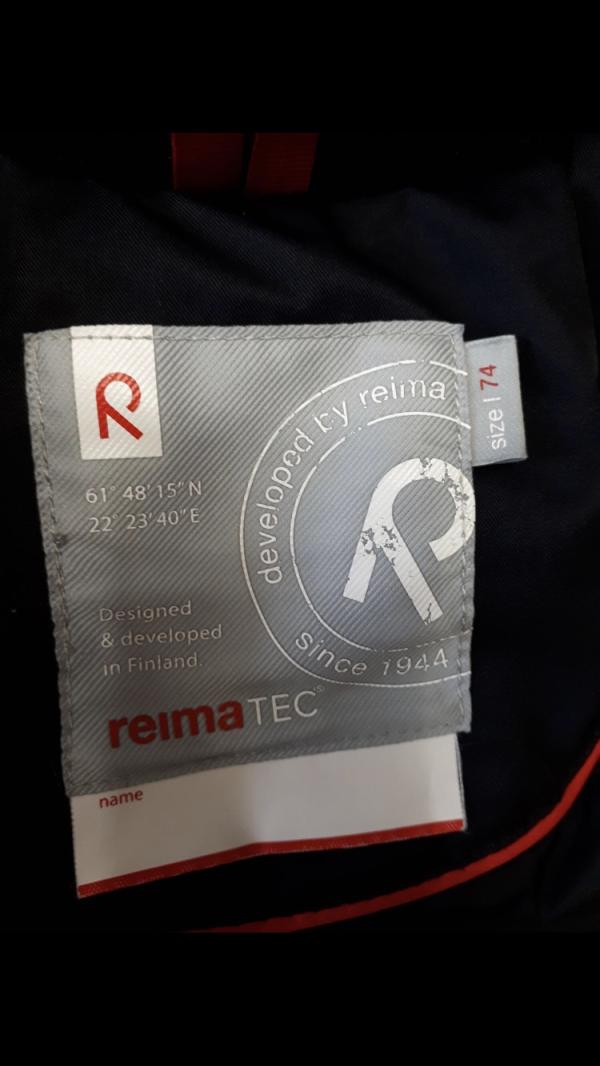 size | 74
developed by reima
61° 48' 15" N
22° 23' 40" E
Designed
& developed
in Finland.
Since 1944
reimaTEC®
name